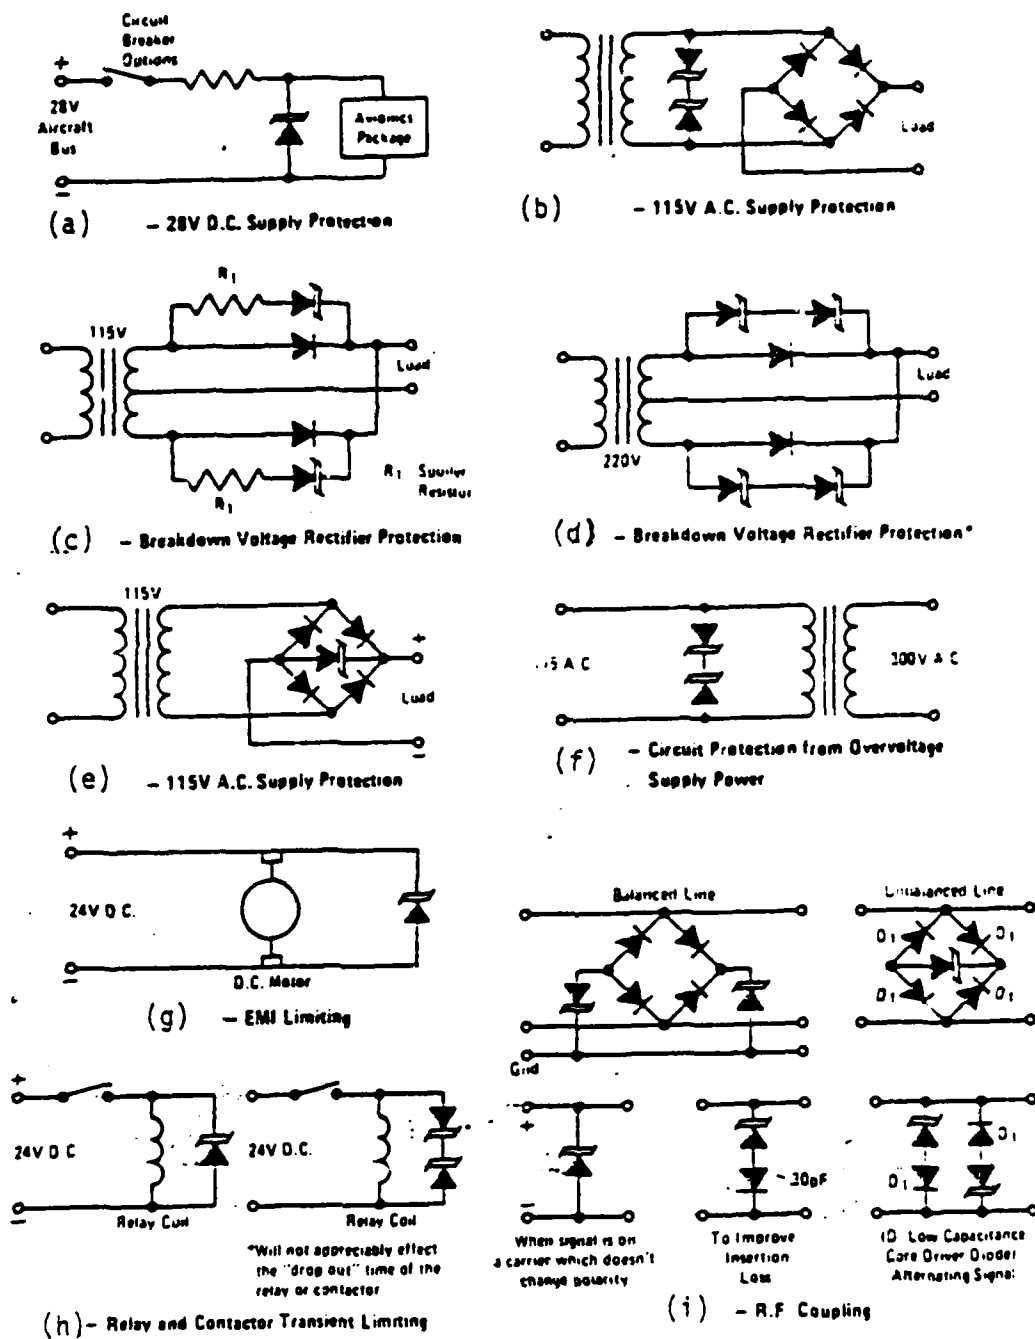 Circuit
Breaker
Options
+
28V
Aircraft
Bus
−
Avionics
Package
(a) – 28V D.C. Supply Protection
Load
(b) – 115V A.C. Supply Protection
R1
115V
Load
R1
R1
Resistor
(c) – Breakdown Voltage Rectifier Protection
Load
220V
(d) – Breakdown Voltage Rectifier Protection*
115V
+
Load
−
(e) – 115V A.C. Supply Protection
A C
200V A C
(f) – Circuit Protection from Overvoltage
Supply Power
+
24V D.C.
−
D.C. Motor
(g) – EMI Limiting
Balanced Line
Gnd
Unbalanced Line
D1
D1
D1
D1
+
24V D C
−
Relay Coil
24V D.C.
Relay Coil
*Will not appreciably effect
the "drop out" time of the
relay or contactor
(h) – Relay and Contactor Transient Limiting
+
−
When signal is on
a carrier which doesn't
change polarity
~30pF
To Improve
Insertion
Loss
D1
D1
Low Capacitance
Driver Diode)
Alternating Signal
(i) – R.F Coupling